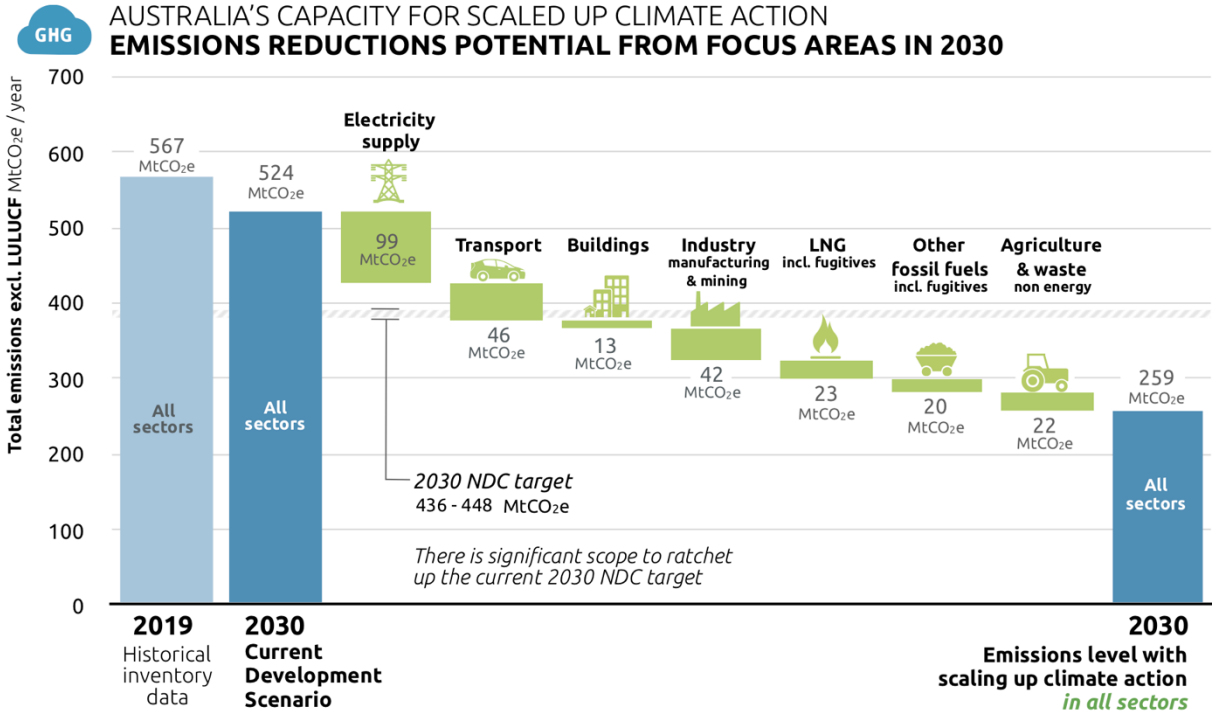 GHG
AUSTRALIA'S CAPACITY FOR SCALED UP CLIMATE ACTION
EMISSIONS REDUCTIONS POTENTIAL FROM FOCUS AREAS IN 2030
Total emissions excl. LULUCF MtCO₂e / year
700
600
500
400
300
200
100
0
567
MtCO₂e
All
sectors
524
MtCO₂e
All
sectors
Electricity
supply
99
MtCO₂e
Transport
46
MtCO₂e
Buildings
13
MtCO₂e
Industry
manufacturing
& mining
42
MtCO₂e
LNG
incl. fugitives
23
MtCO₂e
Other
fossil fuels
incl. fugitives
20
MtCO₂e
Agriculture
& waste
non energy
22
MtCO₂e
259
MtCO₂e
All
sectors
2030 NDC target
436 - 448 MtCO₂e
There is significant scope to ratchet
up the current 2030 NDC target
2019
Historical
inventory
data
2030
Current
Development
Scenario
2030
Emissions level with
scaling up climate action
in all sectors